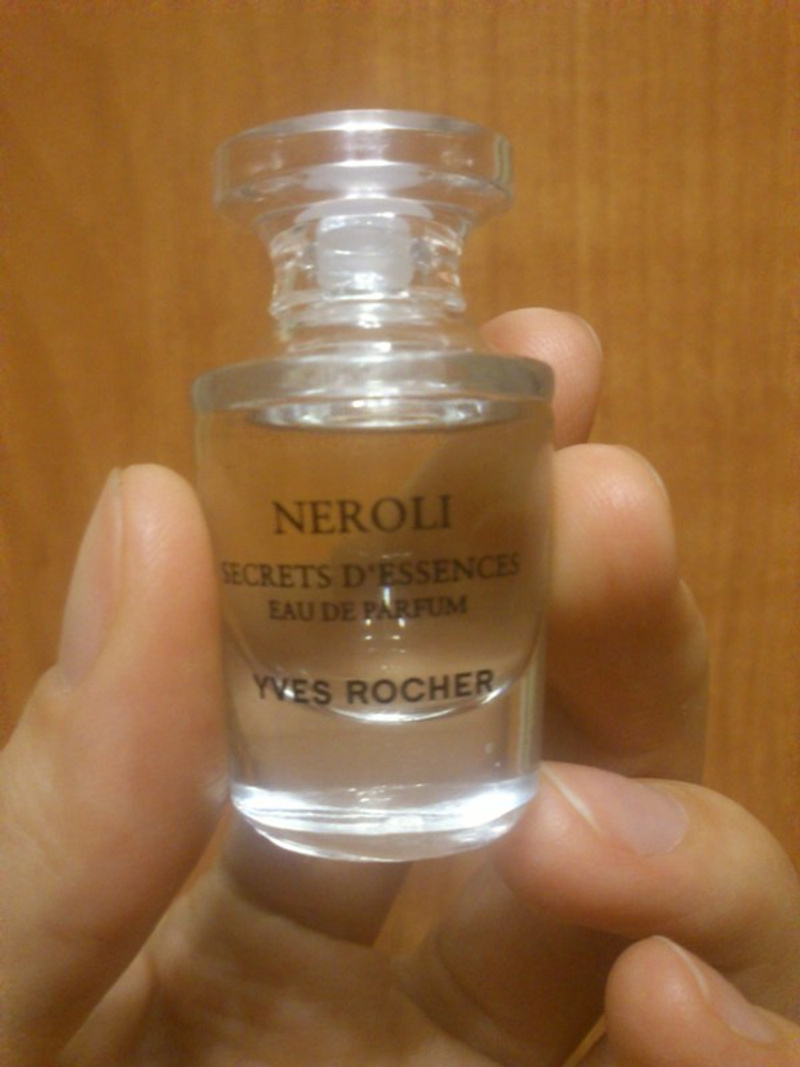 NEROLI
SECRETS D'ESSENCES
EAU DE PARFUM
YVES ROCHER